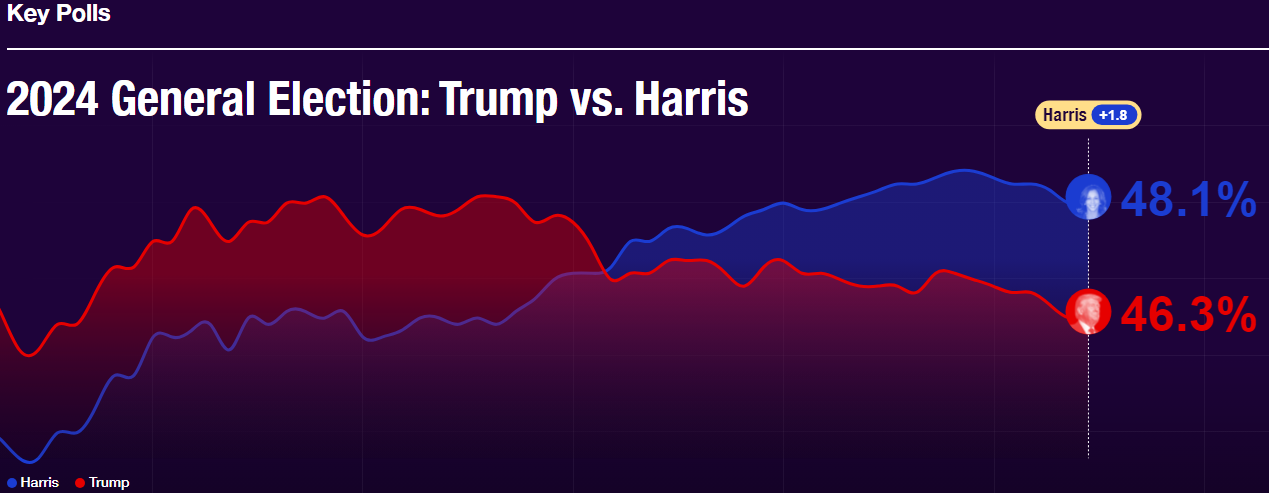 Key Polls
2024 General Election: Trump vs. Harris
Harris +1.8
48.1%
46.3%
Harris Trump